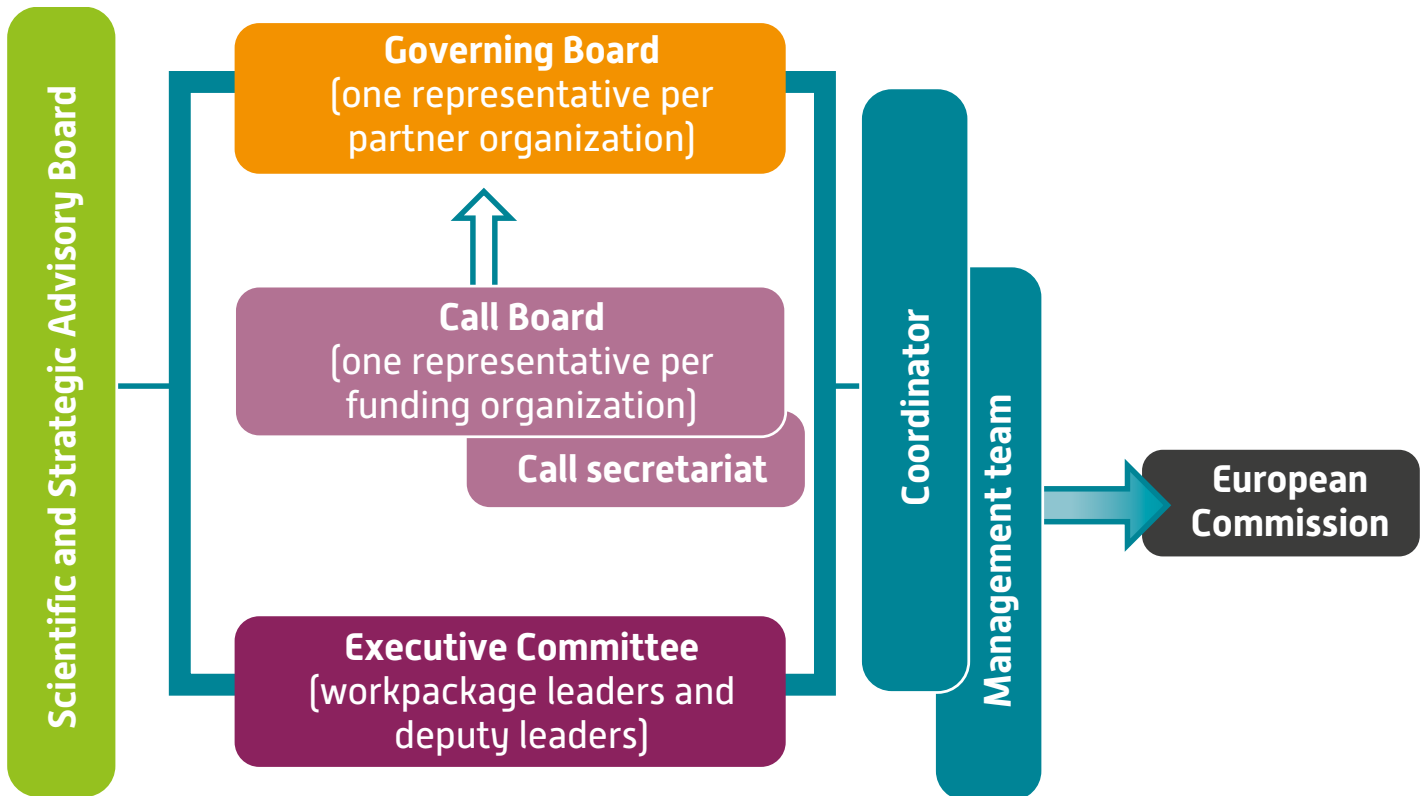 Scientific and Strategic Advisory Board
Governing Board
(one representative per
partner organization)
Call Board
(one representative per
funding organization)
Call secretariat
Executive Committee
(workpackage leaders and
deputy leaders)
Coordinator
Management team
European
Commission